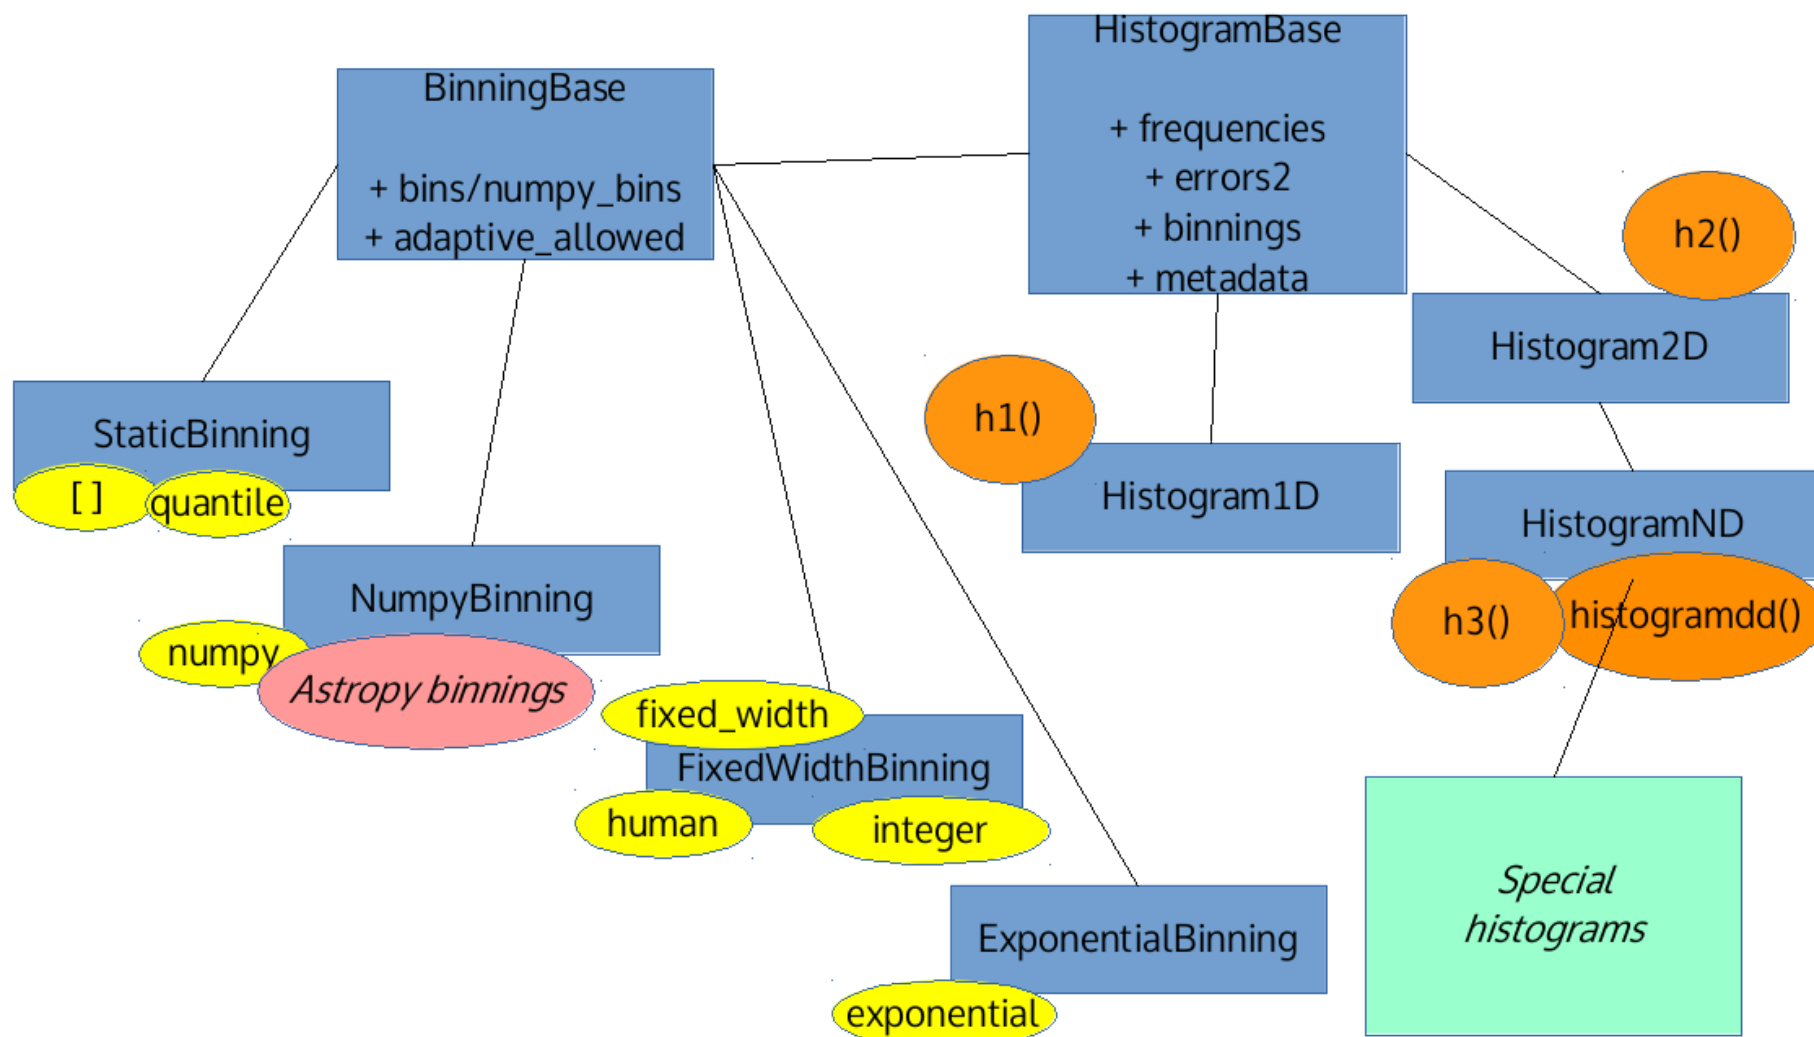 HistogramBase
+ frequencies
+ errors2
+ binnings
+ metadata
BinningBase
+ bins/numpy_bins
+ adaptive_allowed
h2()
Histogram2D
h1()
Histogram1D
StaticBinning
[ ]
quantile
HistogramND
h3()
histogramdd()
NumpyBinning
numpy
Astropy binnings
fixed_width
FixedWidthBinning
human
integer
Special
histograms
ExponentialBinning
exponential